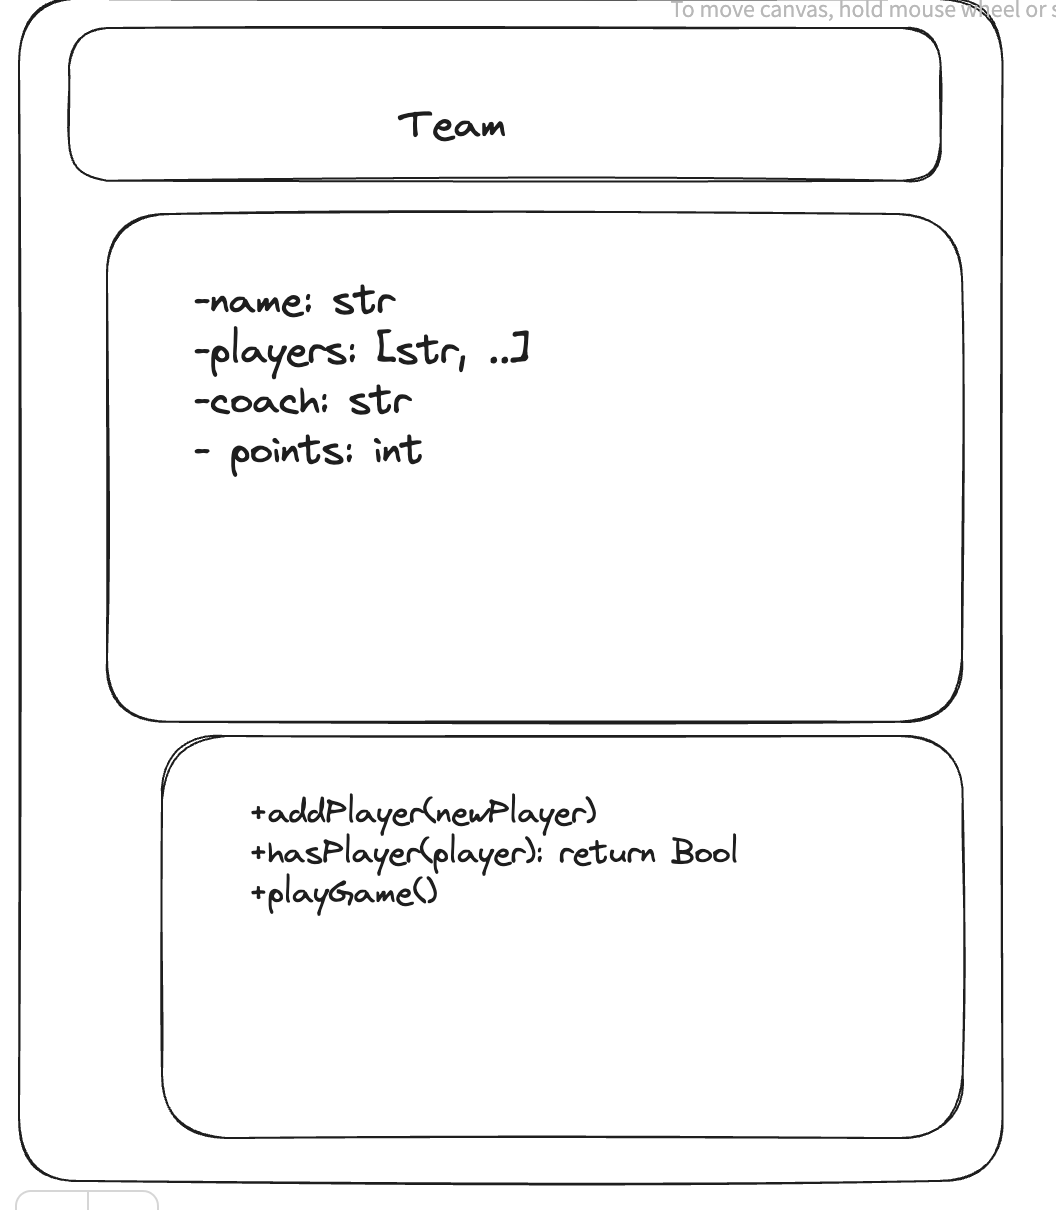 To move canvas, hold mouse wheel or
Team
-name: str
-players: [str, ..]
-coach: str
- points: int
+addPlayer(newPlayer)
+hasPlayer(player): return Bool
+playGame()